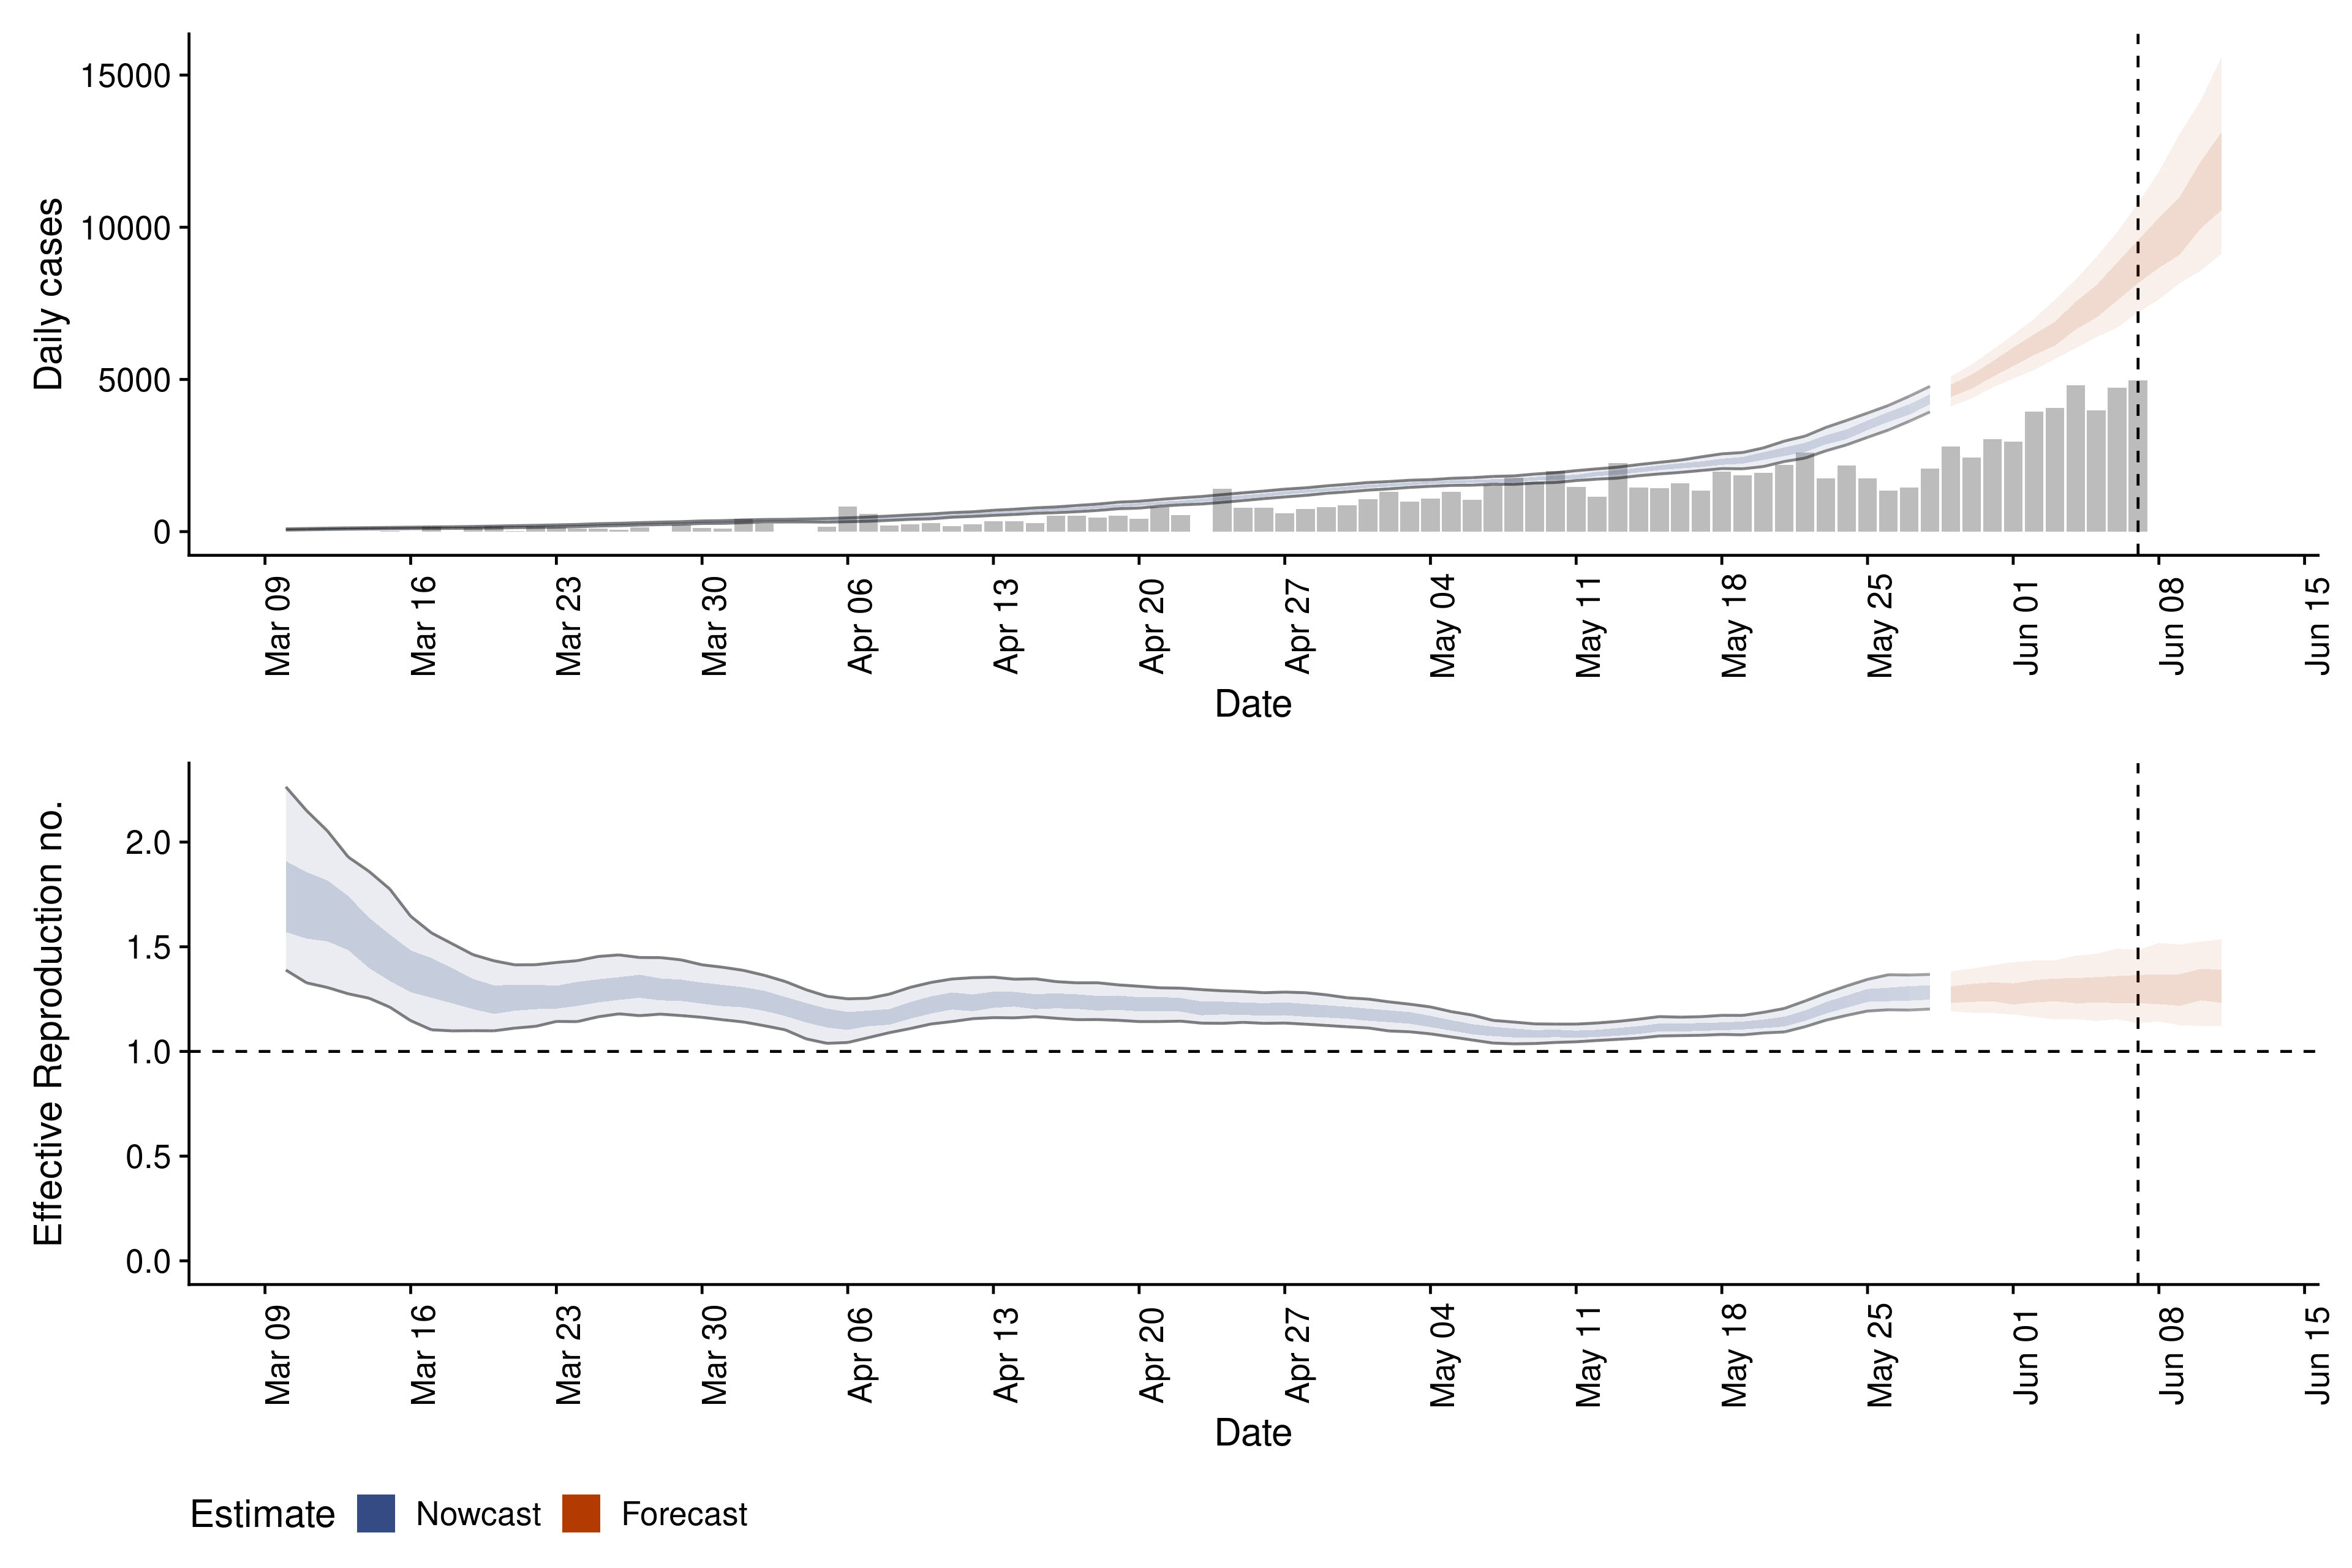 Daily cases
15000
10000
5000
0
Mar 09
Mar 16
Mar 23
Mar 30
Apr 06
Apr 13
Apr 20
Apr 27
May 04
May 11
May 18
May 25
Jun 01
Jun 08
Jun 15
Date
Effective Reproduction no.
2.0
1.5
1.0
0.5
0.0
Mar 09
Mar 16
Mar 23
Mar 30
Apr 06
Apr 13
Apr 20
Apr 27
May 04
May 11
May 18
May 25
Jun 01
Jun 08
Jun 15
Date
Estimate Nowcast Forecast